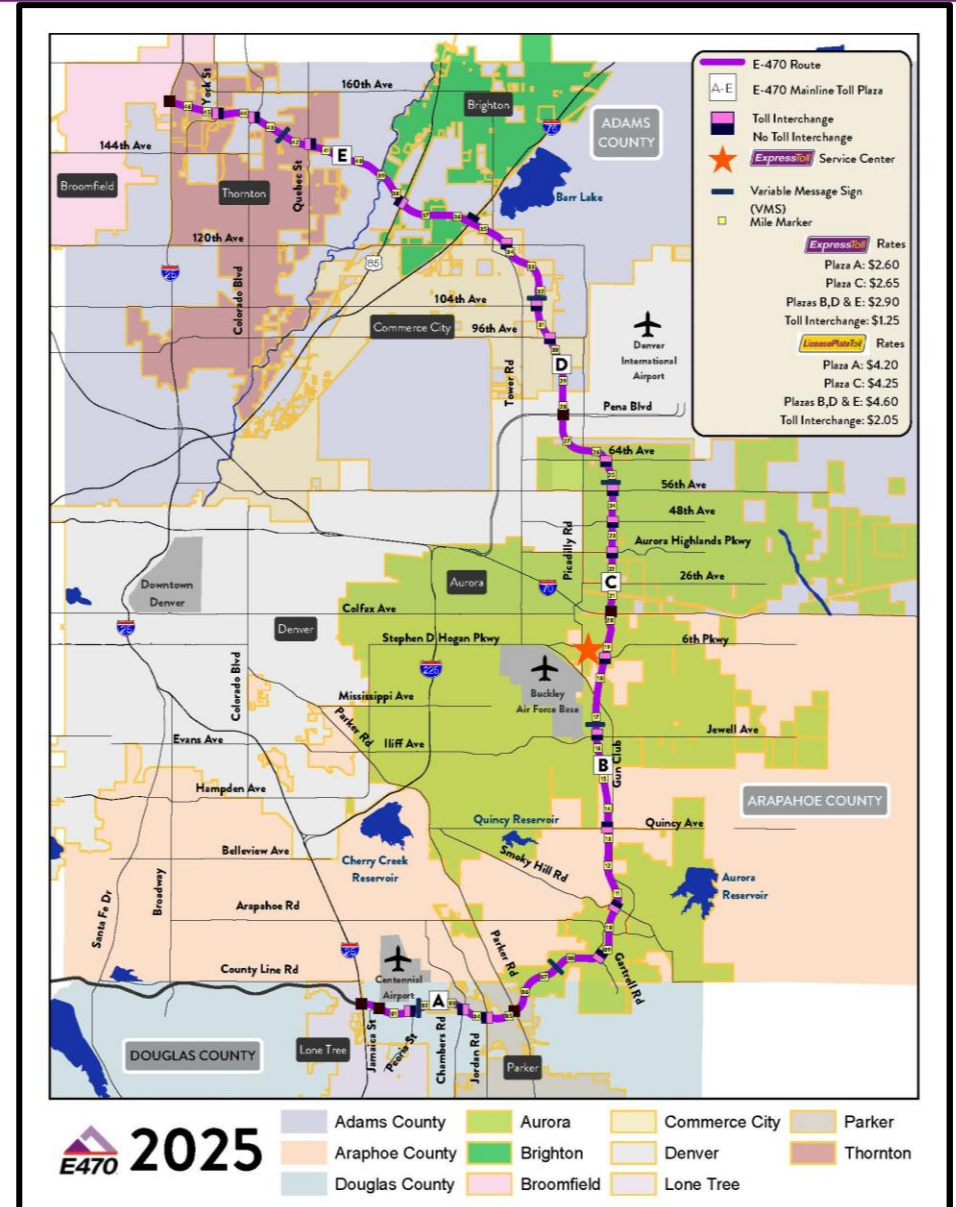 160th Ave
York St
Brighton
76
ADAMS
COUNTY
144th Ave
E
Quebec St
Broomfield
Thornton
Barr Lake
120th Ave
25
85
Colorado Blvd
104th Ave
Commerce City
96th Ave
D
Denver
International
Airport
Tower Rd
Pena Blvd
64th Ave
56th Ave
48th Ave
Picadilly Rd
Aurora Highlands Pkwy
C
26th Ave
Aurora
70
Downtown
Denver
Colfax Ave
25
Denver
Stephen D Hogan Pkwy
6th Pkwy
225
Colorado Blvd
Mississippi Ave
Parker Rd
Buckley
Air Force Base
Jewell Ave
Evans Ave
Iliff Ave
Gun Club
B
Hampden Ave
ARAPAHOE COUNTY
Quincy Reservoir
Quincy Ave
Belleview Ave
Cherry Creek
Reservoir
Smoky Hill Rd
Aurora
Reservoir
Santa Fe Dr
Broadway
Arapahoe Rd
Parker Rd
25
Gartrell Rd
County Line Rd
Centennial
Airport
A
Jamaica St
Peoria St
Chambers Rd
Jordan Rd
DOUGLAS COUNTY
Lone Tree
Parker
E-470 Route
A-E
E-470 Mainline Toll Plaza
Toll Interchange
No Toll Interchange
ExpressToll Service Center
Variable Message Sign
(VMS)
Mile Marker
ExpressToll Rates
Plaza A: $2.60
Plaza C: $2.65
Plazas B,D & E: $2.90
Toll Interchange: $1.25
LicensePlateToll Rates
Plaza A: $4.20
Plaza C: $4.25
Plazas B,D & E: $4.60
Toll Interchange: $2.05
E470 2025
Adams County
Araphoe County
Douglas County
Aurora
Brighton
Broomfield
Commerce City
Denver
Lone Tree
Parker
Thornton